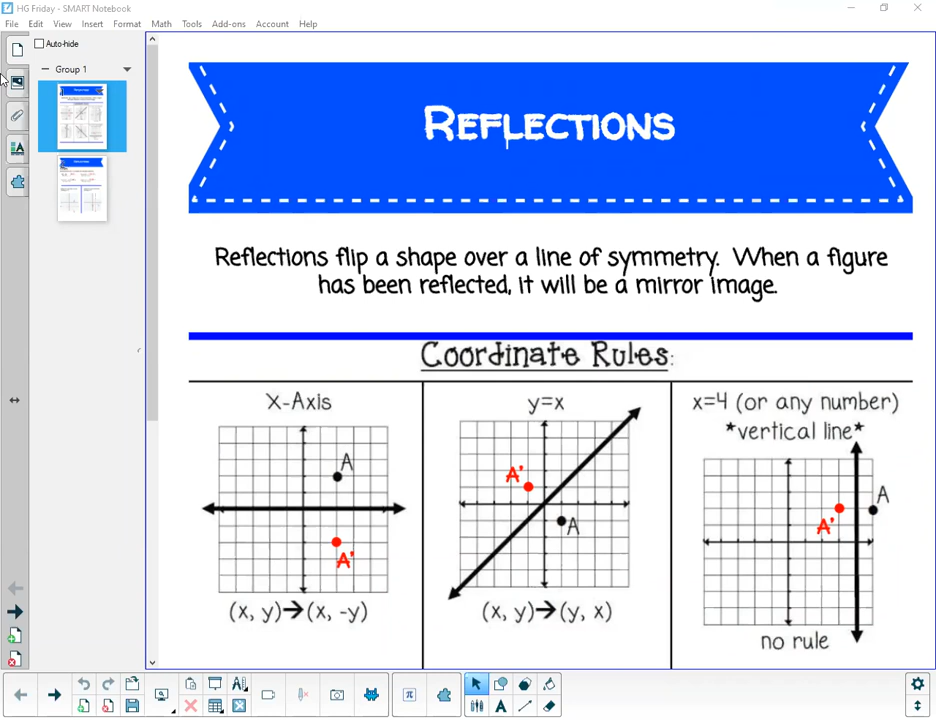 HG Friday - SMART Notebook
File Edit View Insert Format Math Tools Add-ons Account Help
Auto-hide
Group 1
REFLECTIONS
Reflections flip a shape over a line of symmetry. When a figure
has been reflected, it will be a mirror image.
Coordinate Rules:
X-Axis
A
A'
(x, y)→(x, -y)
y=x
A'
A
(x, y)→(y, x)
x=4 (or any number)
*vertical line*
A
A'
no rule